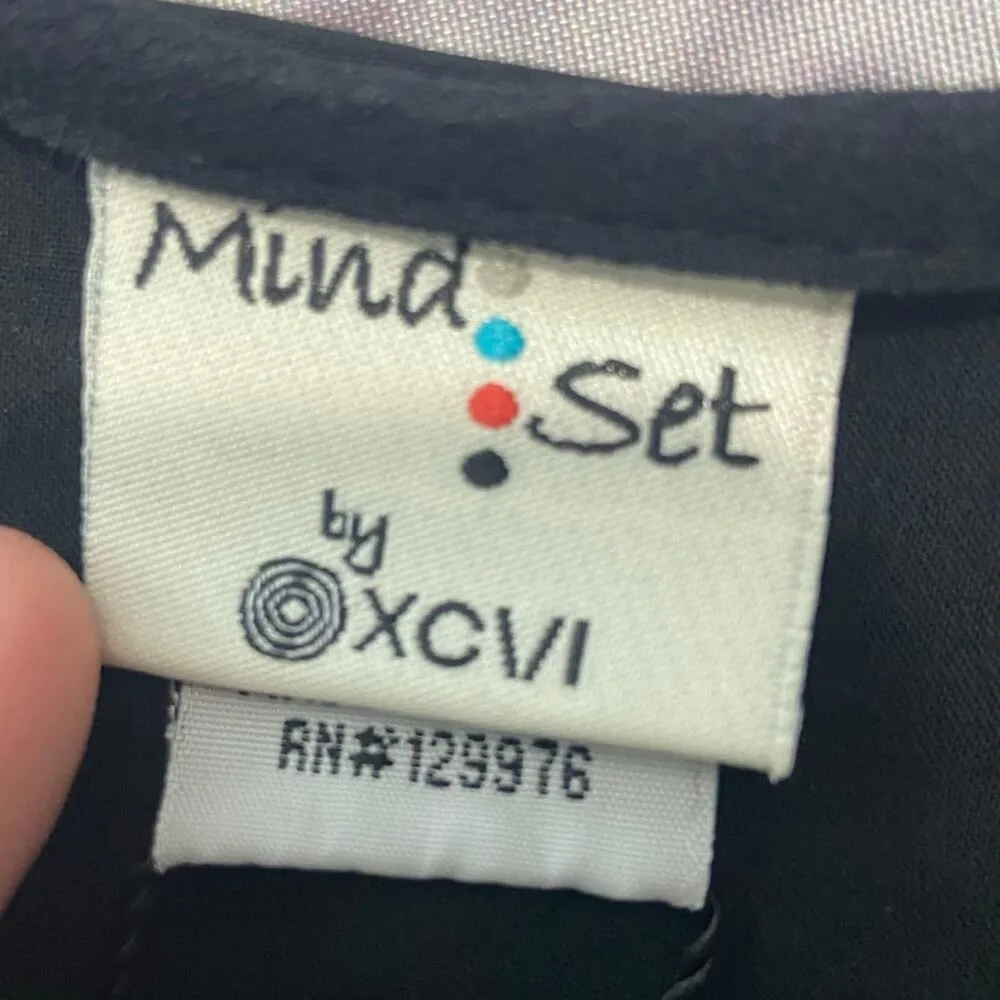 Mind
Set
by
XCVI
RN#129976